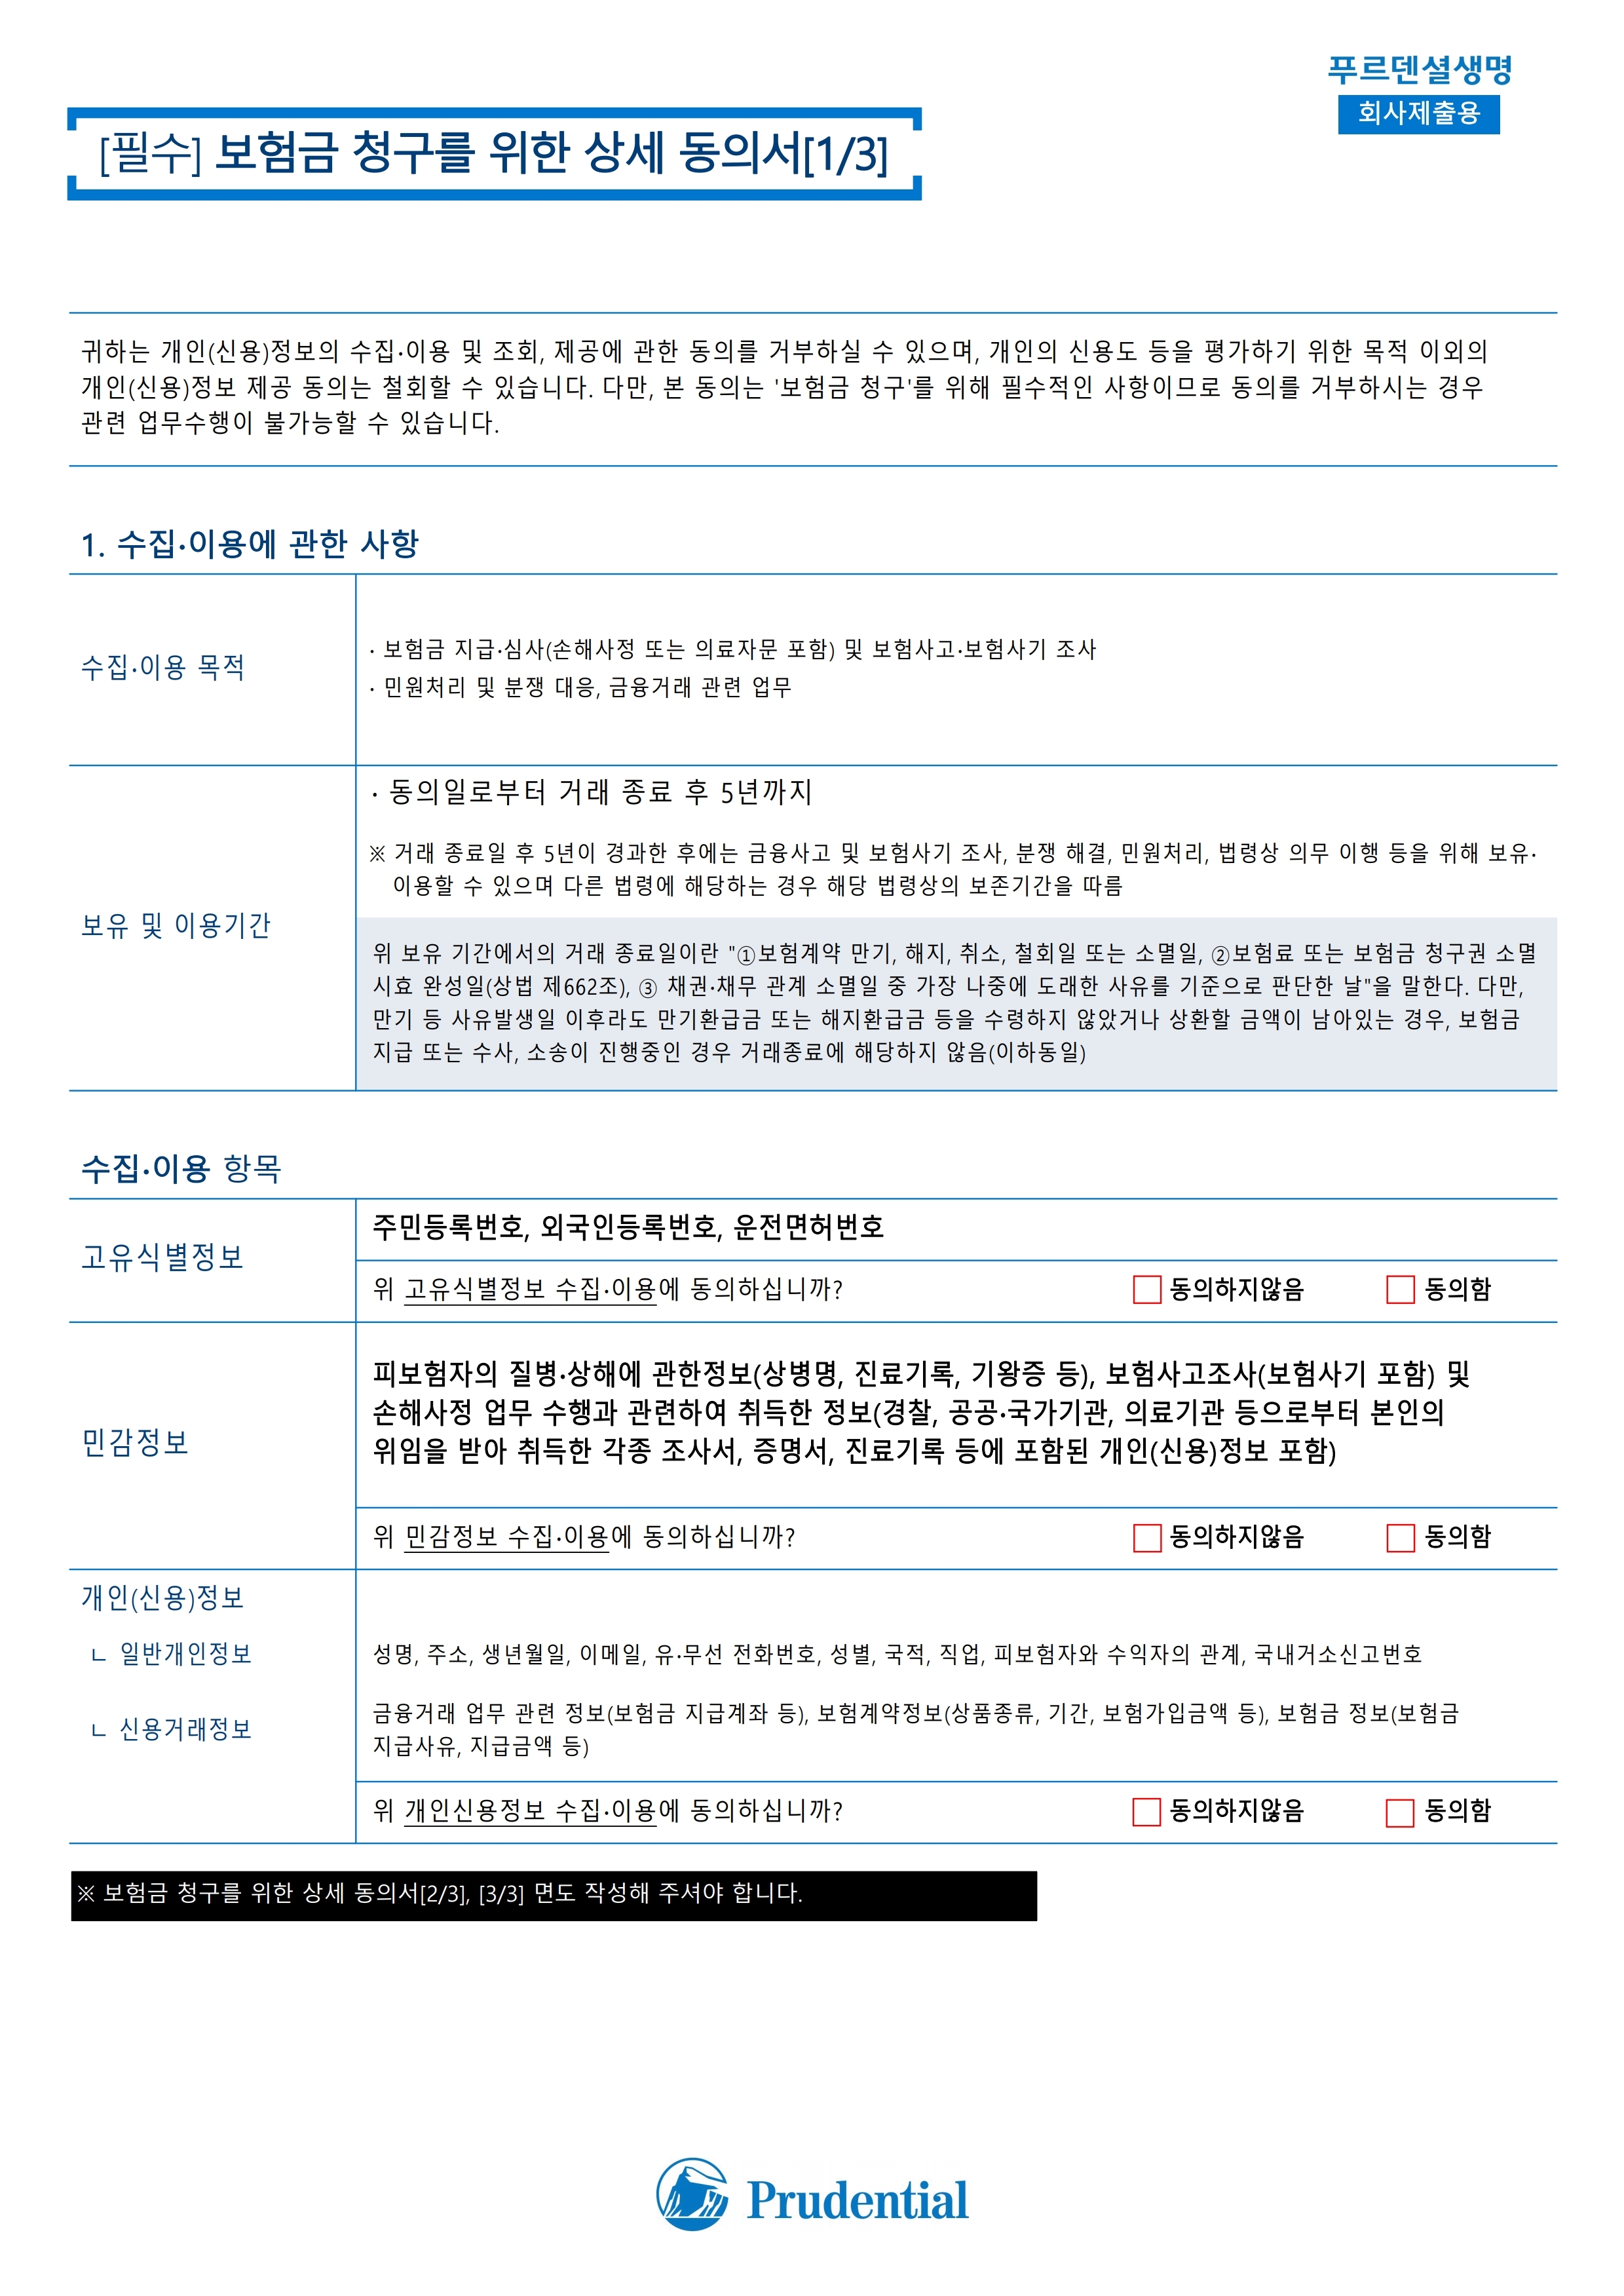 푸르덴셜생명
회사제출용
[필수] 보험금 청구를 위한 상세 동의서[1/3]
귀하는 개인(신용)정보의 수집·이용 및 조회, 제공에 관한 동의를 거부하실 수 있으며, 개인의 신용도 등을 평가하기 위한 목적 이외의
개인(신용)정보 제공 동의는 철회할 수 있습니다. 다만, 본 동의는 '보험금 청구'를 위해 필수적인 사항이므로 동의를 거부하시는 경우
관련 업무수행이 불가능할 수 있습니다.
1. 수집·이용에 관한 사항
수집·이용 목적
· 보험금 지급·심사(손해사정 또는 의료자문 포함) 및 보험사고·보험사기 조사
· 민원처리 및 분쟁 대응, 금융거래 관련 업무
보유 및 이용기간
· 동의일로부터 거래 종료 후 5년까지
※ 거래 종료일 후 5년이 경과한 후에는 금융사고 및 보험사기 조사, 분쟁 해결, 민원처리, 법령상 의무 이행 등을 위해 보유·
이용할 수 있으며 다른 법령에 해당하는 경우 해당 법령상의 보존기간을 따름
위 보유 기간에서의 거래 종료일이란 "①보험계약 만기, 해지, 취소, 철회일 또는 소멸일, ②보험료 또는 보험금 청구권 소멸
시효 완성일(상법 제662조), ③ 채권·채무 관계 소멸일 중 가장 나중에 도래한 사유를 기준으로 판단한 날"을 말한다. 다만,
만기 등 사유발생일 이후라도 만기환급금 또는 해지환급금 등을 수령하지 않았거나 상환할 금액이 남아있는 경우, 보험금
지급 또는 수사, 소송이 진행중인 경우 거래종료에 해당하지 않음(이하동일)
수집·이용 항목
고유식별정보
주민등록번호, 외국인등록번호, 운전면허번호
위 고유식별정보 수집·이용에 동의하십니까? 동의하지않음 동의함
민감정보
피보험자의 질병·상해에 관한정보(상병명, 진료기록, 기왕증 등), 보험사고조사(보험사기 포함) 및
손해사정 업무 수행과 관련하여 취득한 정보(경찰, 공공·국가기관, 의료기관 등으로부터 본인의
위임을 받아 취득한 각종 조사서, 증명서, 진료기록 등에 포함된 개인(신용)정보 포함)
위 민감정보 수집·이용에 동의하십니까? 동의하지않음 동의함
개인(신용)정보
ㄴ 일반개인정보
성명, 주소, 생년월일, 이메일, 유·무선 전화번호, 성별, 국적, 직업, 피보험자와 수익자의 관계, 국내거소신고번호
ㄴ 신용거래정보
금융거래 업무 관련 정보(보험금 지급계좌 등), 보험계약정보(상품종류, 기간, 보험가입금액 등), 보험금 정보(보험금
지급사유, 지급금액 등)
위 개인신용정보 수집·이용에 동의하십니까? 동의하지않음 동의함
※ 보험금 청구를 위한 상세 동의서[2/3], [3/3] 면도 작성해 주셔야 합니다.
Prudential